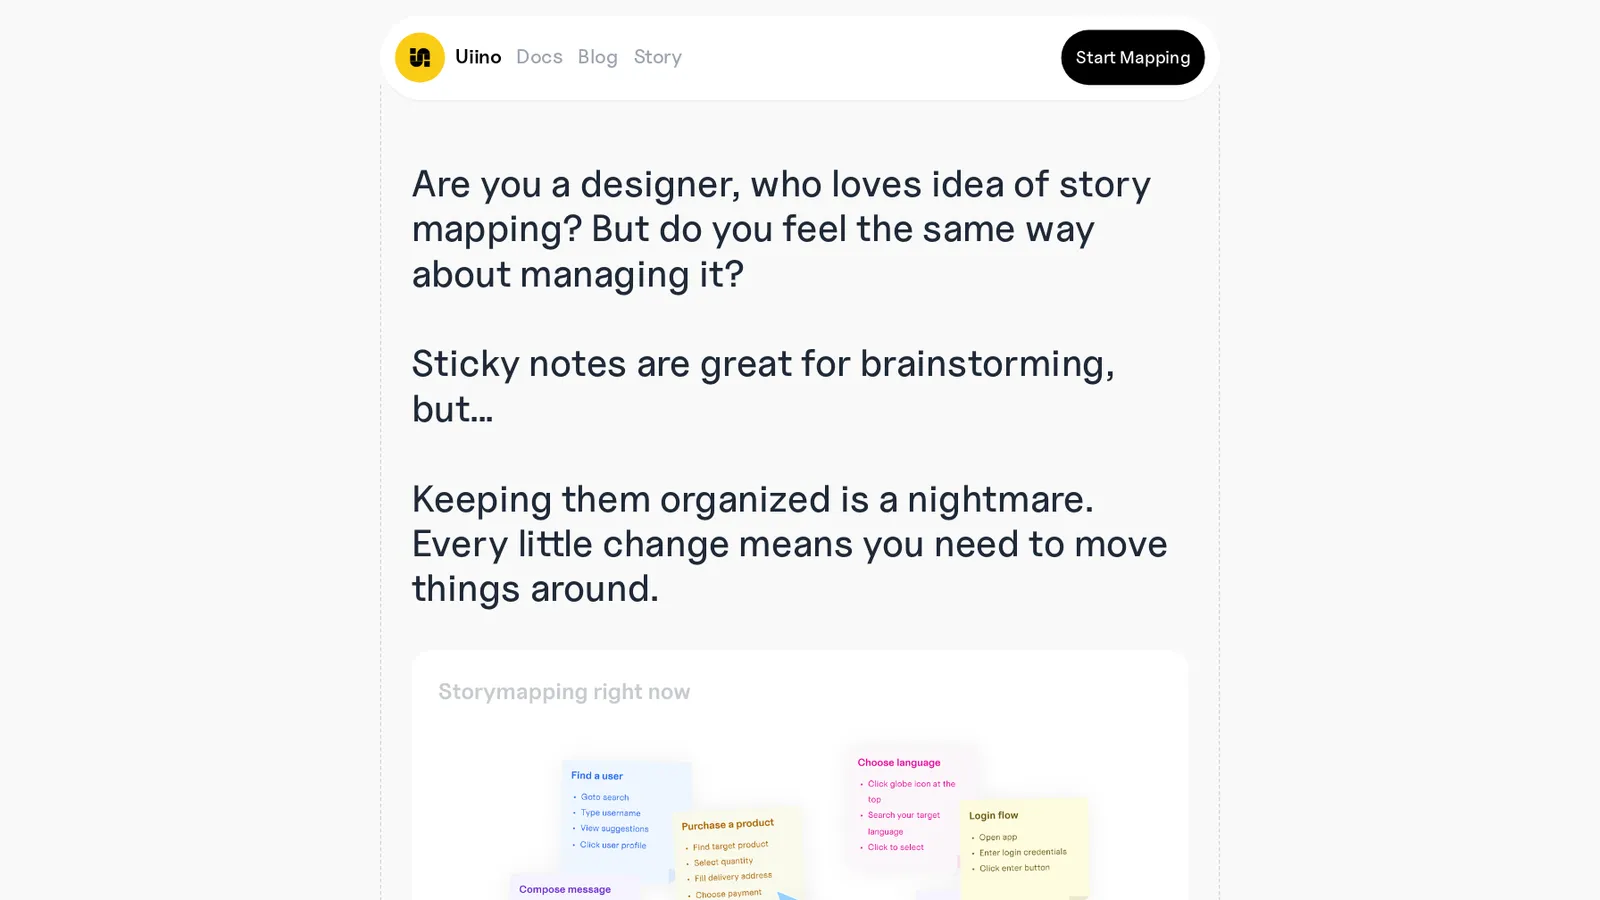 Uiino Docs Blog Story Start Mapping
Are you a designer, who loves idea of story
mapping? But do you feel the same way
about managing it?
Sticky notes are great for brainstorming,
but...
Keeping them organized is a nightmare.
Every little change means you need to move
things around.
Storymapping right now
Find a user
• Goto search
• Type username
• View suggestions
• Click user profile
Purchase a product
• Find target product
• Select quantity
• Fill delivery address
• Choose payment
Compose message
Choose language
• Click globe icon at the
top
• Search your target
language
• Click to select
Login flow
• Open app
• Enter login credentials
• Click enter button